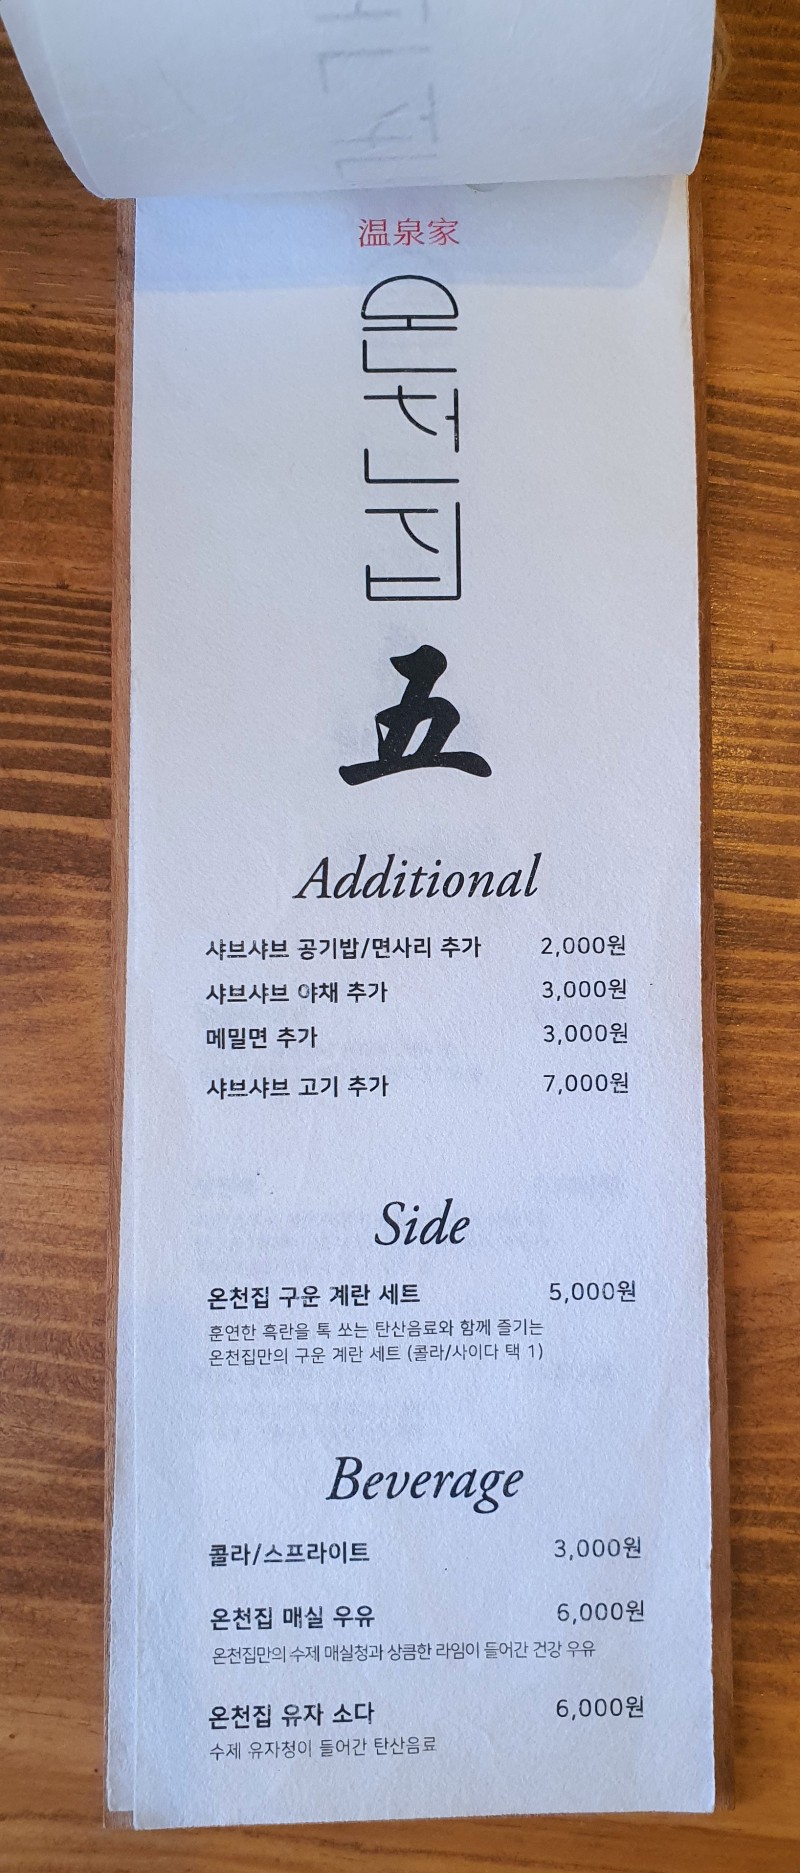 温泉家
온천집
五
Additional
샤브샤브 공기밥/면사리 추가 2,000원
샤브샤브 야채 추가 3,000원
메밀면 추가 3,000원
샤브샤브 고기 추가 7,000원
Side
온천집 구운 계란 세트 5,000원
훈연한 흑란을 톡 쏘는 탄산음료와 함께 즐기는
온천집만의 구운 계란 세트 (콜라/사이다 택 1)
Beverage
콜라/스프라이트 3,000원
온천집 매실 우유 6,000원
온천집만의 수제 매실청과 상큼한 라임이 들어간 건강 우유
온천집 유자 소다 6,000원
수제 유자청이 들어간 탄산음료